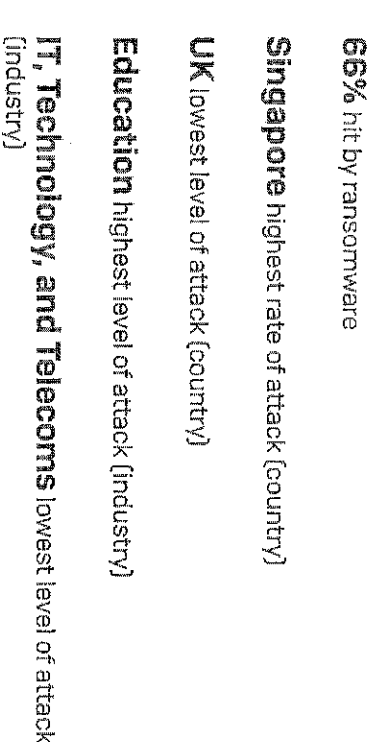 66% hit by ransomware
Singapore highest rate of attack (country)
UK lowest level of attack (country)
Education highest level of attack (industry)
IT, Technology, and Telecoms lowest level of attack
(industry)